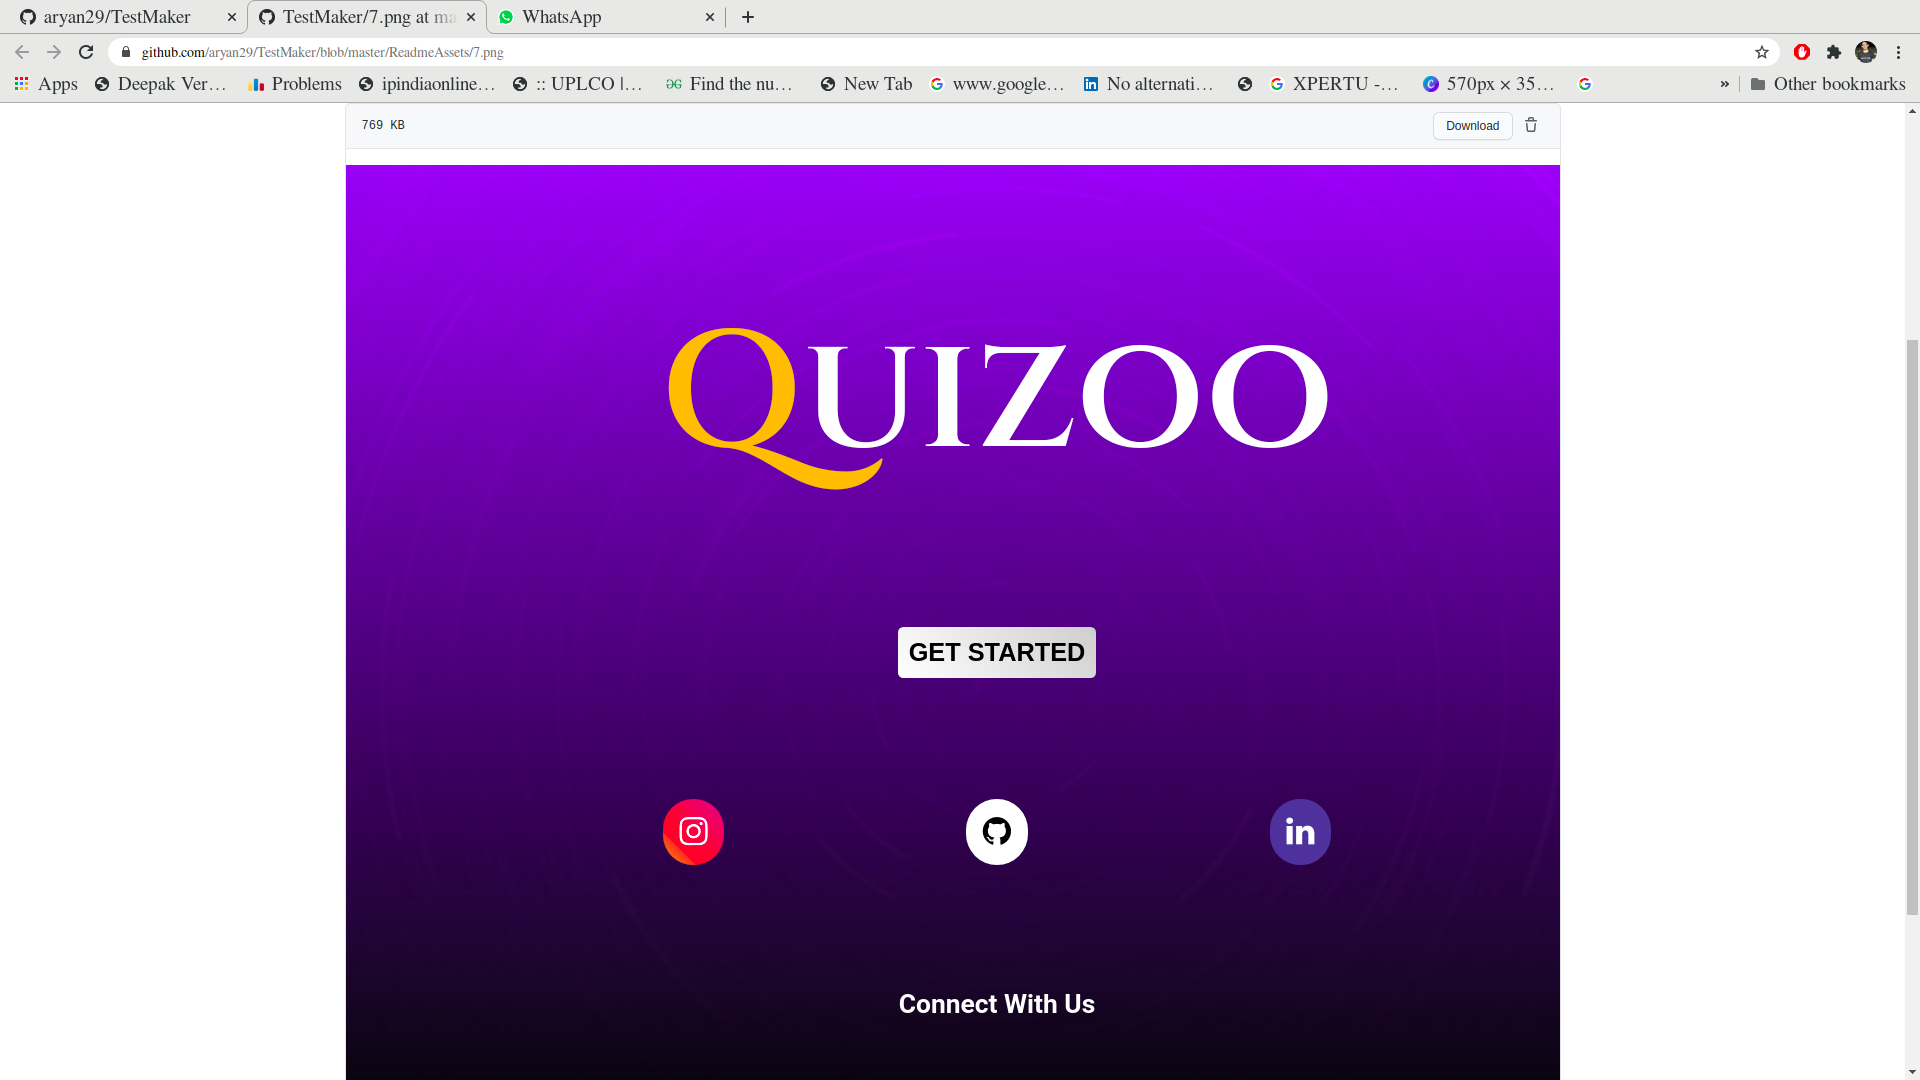 aryan29/TestMaker
TestMaker/7.png at ma
WhatsApp
github.com/aryan29/TestMaker/blob/master/ReadmeAssets/7.png
Apps
Deepak Ver…
Problems
ipindiaonline…
:: UPLCO |…
Find the nu…
New Tab
www.google…
No alternati…
XPERTU -…
570px × 35…
»
Other bookmarks
769 KB
Download
QUIZOO
GET STARTED
in
Connect With Us